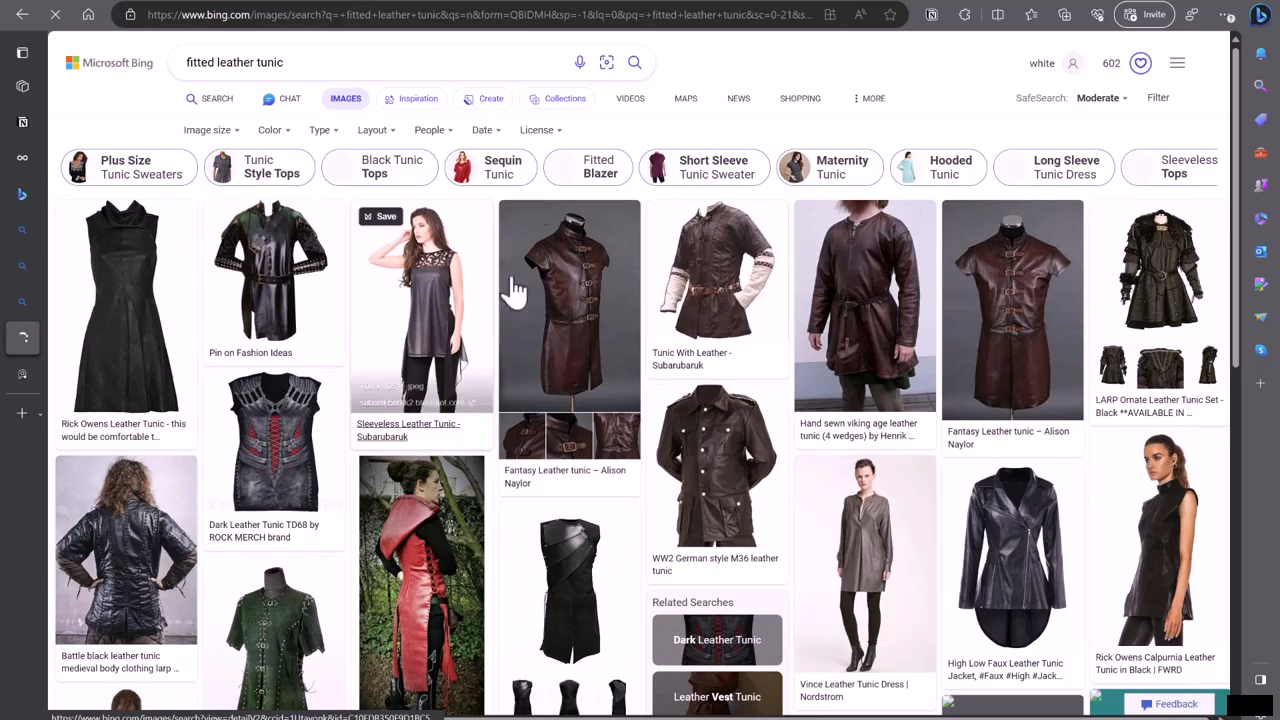 https://www.bing.com/images/search?q=+fitted+leather+tunic&qs=n&form=QBIDMH&sp=-1&lq=0&pq=+fitted+leather+tunic&sc=0-21&s...
Invite
Microsoft Bing
fitted leather tunic
white
602
SEARCH
CHAT
IMAGES
Inspiration
Create
Collections
VIDEOS
MAPS
NEWS
SHOPPING
MORE
SafeSearch: Moderate
Filter
Image size
Color
Type
Layout
People
Date
License
Plus Size
Tunic Sweaters
Tunic
Style Tops
Black Tunic
Tops
Sequin
Tunic
Fitted
Blazer
Short Sleeve
Tunic Sweater
Maternity
Tunic
Hooded
Tunic
Long Sleeve
Tunic Dress
Sleeveless
Tops
Save
Pin on Fashion Ideas
Tunic With Leather -
Subarubaruk
LARP Ornate Leather Tunic Set -
Black **AVAILABLE IN ...
Rick Owens Leather Tunic - this
would be comfortable t...
Sleeveless Leather Tunic -
Subarubaruk
Fantasy Leather tunic – Alison
Naylor
Hand sewn viking age leather
tunic (4 wedges) by Henrik ...
Fantasy Leather tunic – Alison
Naylor
Dark Leather Tunic TD68 by
ROCK MERCH brand
WW2 German style M36 leather
tunic
Related Searches
Dark Leather Tunic
Leather Vest Tunic
Battle black leather tunic
medieval body clothing larp ...
Vince Leather Tunic Dress |
Nordstrom
High Low Faux Leather Tunic
Jacket, #Faux #High #Jack...
Rick Owens Calpurnia Leather
Tunic in Black | FWRD
Feedback